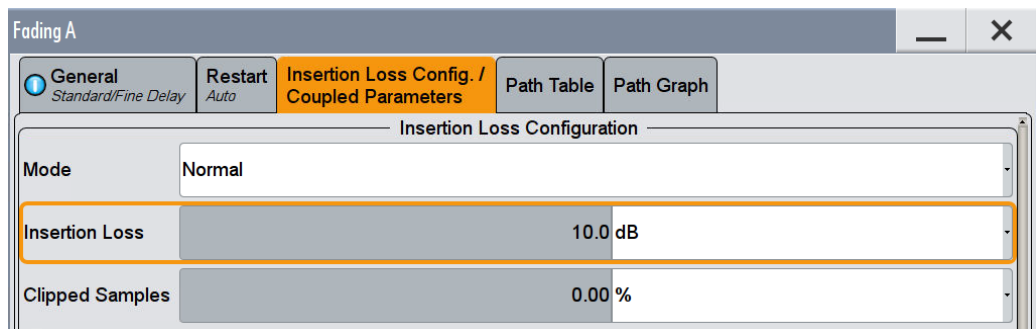 Fading A
General
Standard/Fine Delay
Restart
Auto
Insertion Loss Config. /
Coupled Parameters
Path Table
Path Graph
Insertion Loss Configuration
Mode Normal
Insertion Loss 10.0 dB
Clipped Samples 0.00 %